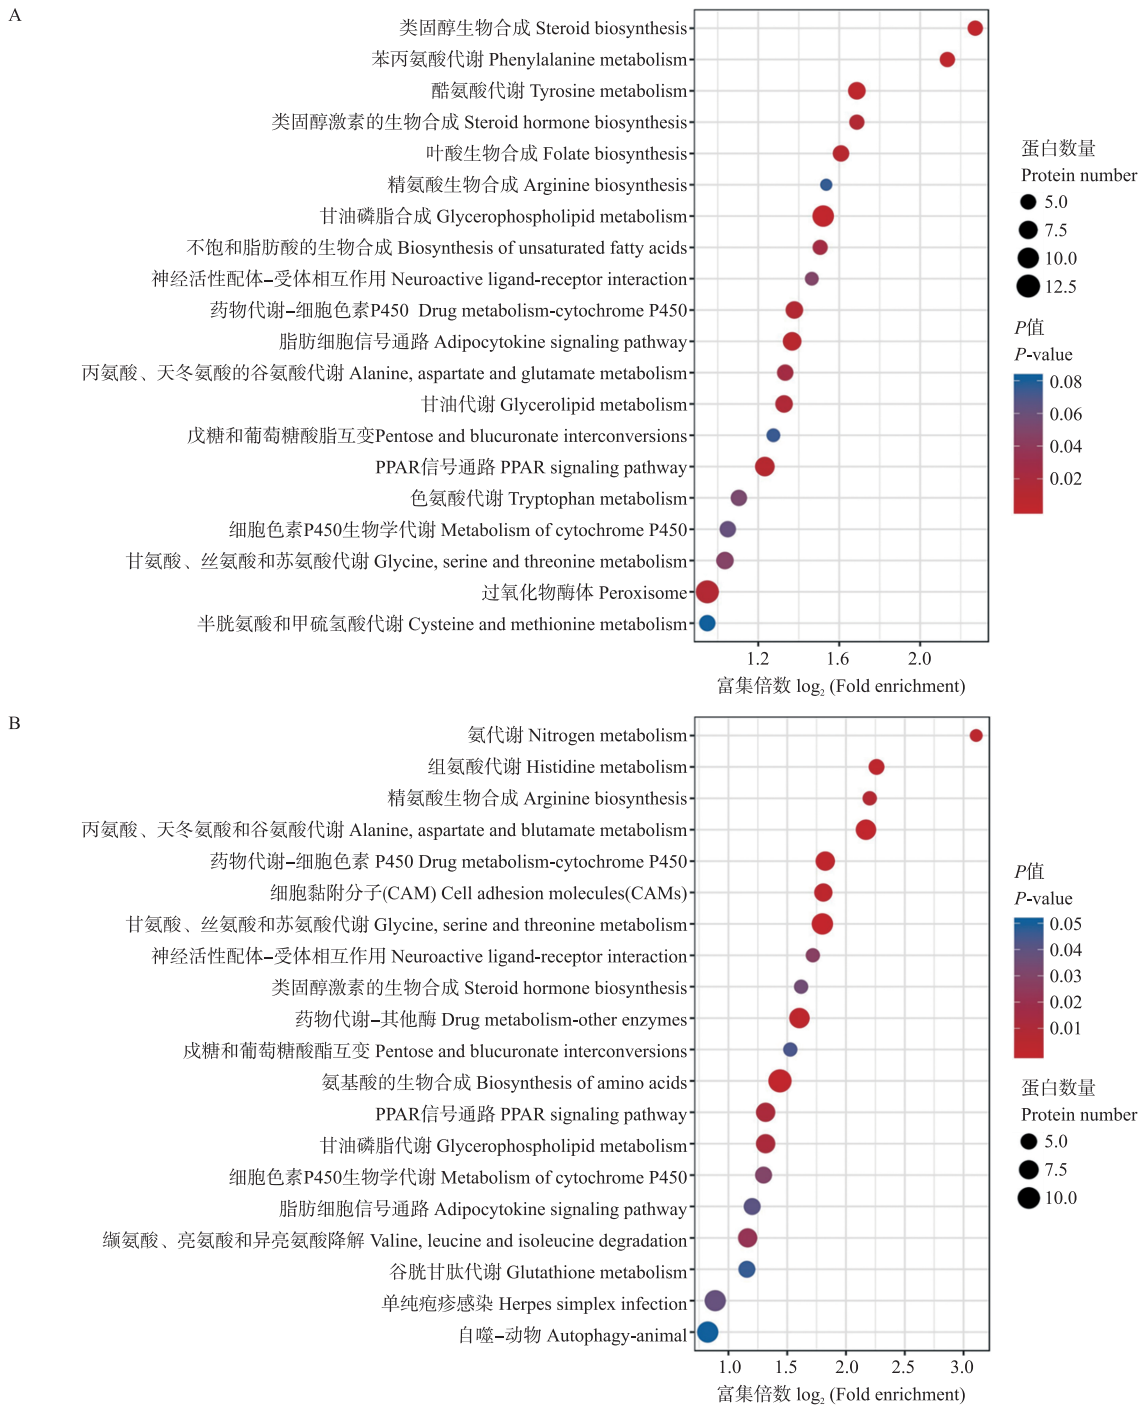 A
类固醇生物合成 Steroid biosynthesis
苯丙氨酸代谢 Phenylalanine metabolism
酪氨酸代谢 Tyrosine metabolism
类固醇激素的生物合成 Steroid hormone biosynthesis
叶酸生物合成 Folate biosynthesis
精氨酸生物合成 Arginine biosynthesis
甘油磷脂合成 Glycerophospholipid metabolism
不饱和脂肪酸的生物合成 Biosynthesis of unsaturated fatty acids
神经活性配体-受体相互作用 Neuroactive ligand-receptor interaction
药物代谢-细胞色素P450 Drug metabolism-cytochrome P450
脂肪细胞信号通路 Adipocytokine signaling pathway
丙氨酸、天冬氨酸的谷氨酸代谢 Alanine, aspartate and glutamate metabolism
甘油代谢 Glycerolipid metabolism
戊糖和葡萄糖酸脂互变Pentose and blucuronate interconversions
PPAR信号通路 PPAR signaling pathway
色氨酸代谢 Tryptophan metabolism
细胞色素P450生物学代谢 Metabolism of cytochrome P450
甘氨酸、丝氨酸和苏氨酸代谢 Glycine, serine and threonine metabolism
过氧化物酶体 Peroxisome
半胱氨酸和甲硫氢酸代谢 Cysteine and methionine metabolism
1.2 1.6 2.0
富集倍数 log₂ (Fold enrichment)
蛋白数量
Protein number
5.0
7.5
10.0
12.5
P值
P-value
0.08
0.06
0.04
0.02
B
氨代谢 Nitrogen metabolism
组氨酸代谢 Histidine metabolism
精氨酸生物合成 Arginine biosynthesis
丙氨酸、天冬氨酸和谷氨酸代谢 Alanine, aspartate and blutamate metabolism
药物代谢-细胞色素 P450 Drug metabolism-cytochrome P450
细胞黏附分子(CAM) Cell adhesion molecules(CAMs)
甘氨酸、丝氨酸和苏氨酸代谢 Glycine, serine and threonine metabolism
神经活性配体-受体相互作用 Neuroactive ligand-receptor interaction
类固醇激素的生物合成 Steroid hormone biosynthesis
药物代谢-其他酶 Drug metabolism-other enzymes
戍糖和葡萄糖酸酯互变 Pentose and blucuronate interconversions
氨基酸的生物合成 Biosynthesis of amino acids
PPAR信号通路 PPAR signaling pathway
甘油磷脂代谢 Glycerophospholipid metabolism
细胞色素P450生物学代谢 Metabolism of cytochrome P450
脂肪细胞信号通路 Adipocytokine signaling pathway
缬氨酸、亮氨酸和异亮氨酸降解 Valine, leucine and isoleucine degradation
谷胱甘肽代谢 Glutathione metabolism
单纯疱疹感染 Herpes simplex infection
自噬-动物 Autophagy-animal
1.0 1.5 2.0 2.5 3.0
富集倍数 log₂ (Fold enrichment)
P值
P-value
0.05
0.04
0.03
0.02
0.01
蛋白数量
Protein number
5.0
7.5
10.0